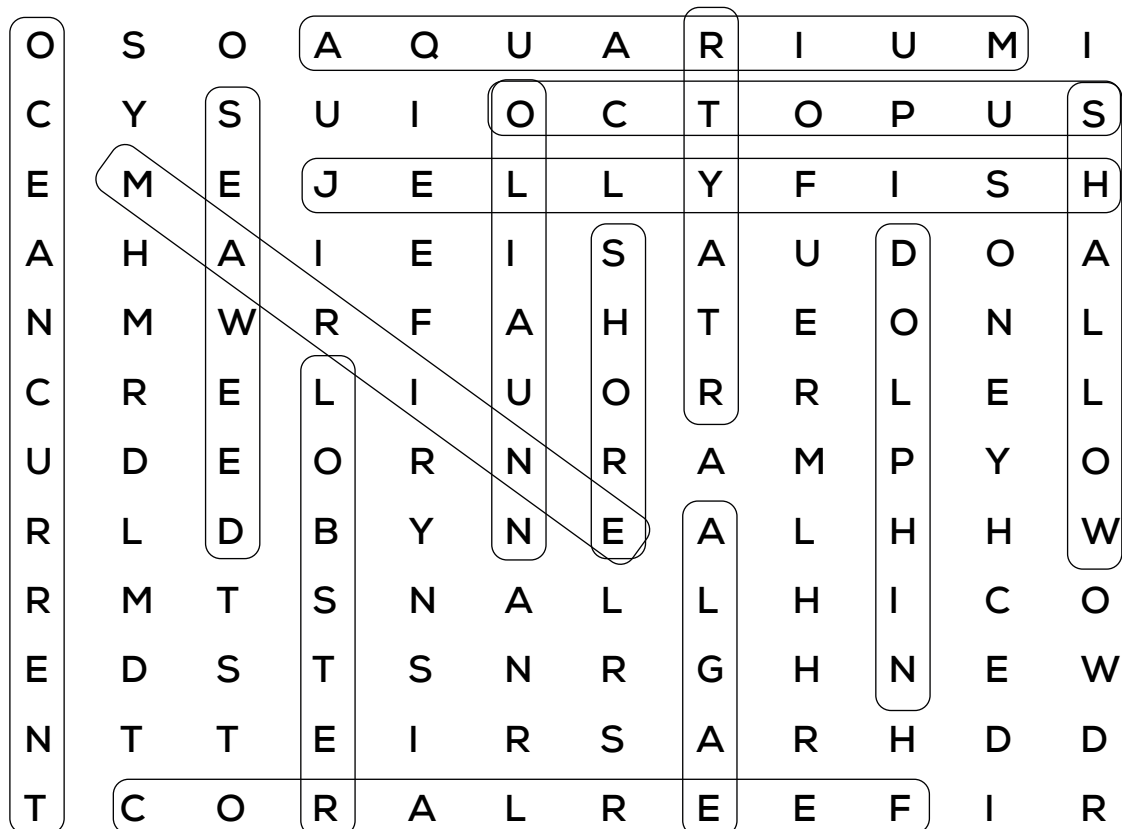 O S O A Q U A R I U M I
C Y S U I O C T O P U S
E M E J E L L Y F I S H
A H A I E I S A U D O A
N M W R F A H T E O N L
C R E L I U O R R L E L
U D E O R N R A M P Y O
R L D B Y N E A L H H W
R M T S N A L L H I C O
E D S T S N R G H N E W
N T T E I R S A R H D D
T C O R A L R E E F I R